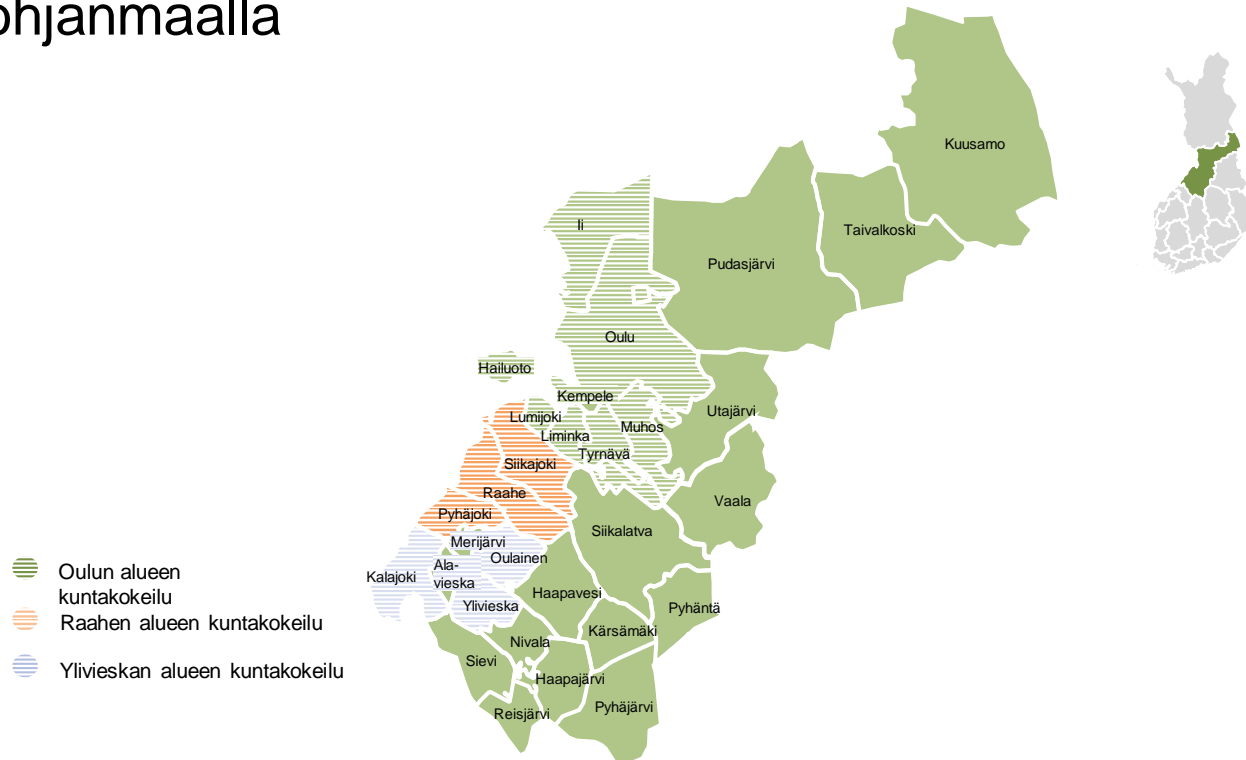 ohjanmaalla
Kuusamo
Taivalkoski
Ii
Pudasjärvi
Oulu
Hailuoto
Kempele
Utajärvi
Lumijoki
Muhos
Liminka
Tyrnävä
Siikajoki
Raahe
Vaala
Pyhäjoki
Siikalatva
Merijärvi
Oulainen
Ala-
vieska
Kalajoki
Haapavesi
Ylivieska
Pyhäntä
Kärsämäki
Nivala
Sievi
Haapajärvi
Pyhäjärvi
Reisjärvi
Oulun alueen
kuntakokeilu
Raahen alueen kuntakokeilu
Ylivieskan alueen kuntakokeilu